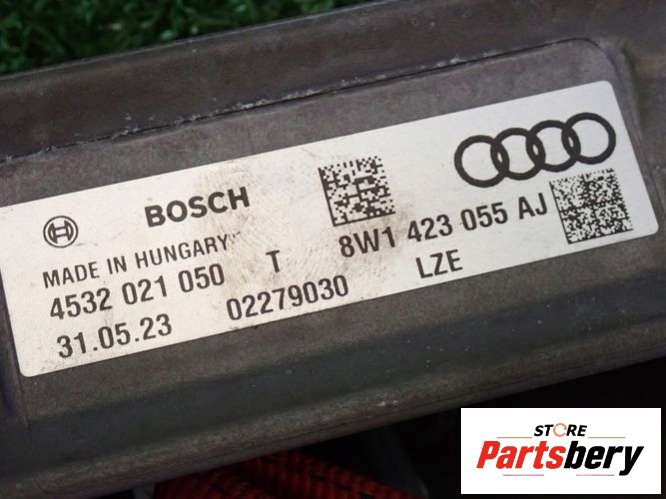 BOSCH
MADE IN HUNGARY
4532 021 050 T 8W1 423 055 AJ
31.05.23 02279030 LZE
STORE
Partsbery